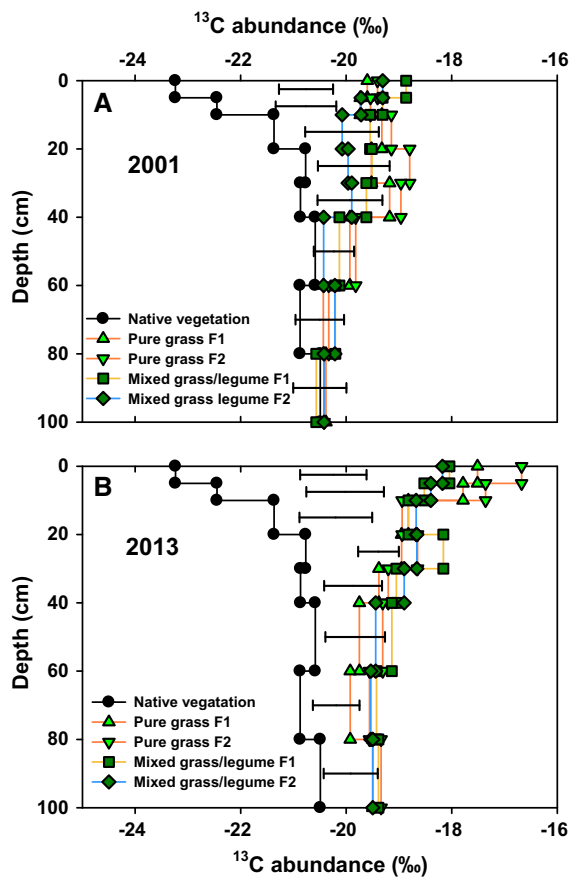 ¹³C abundance (‰)
-24 -22 -20 -18 -16
0
20
40
60
80
100
Depth (cm)
A
2001
Native vegetation
Pure grass F1
Pure grass F2
Mixed grass/legume F1
Mixed grass legume F2
0
20
40
60
80
100
Depth (cm)
B
2013
Native vegatation
Pure grass F1
Pure grass F2
Mixed grass/legume F1
Mixed grass/legume F2
-24 -22 -20 -18 -16
¹³C abundance (‰)